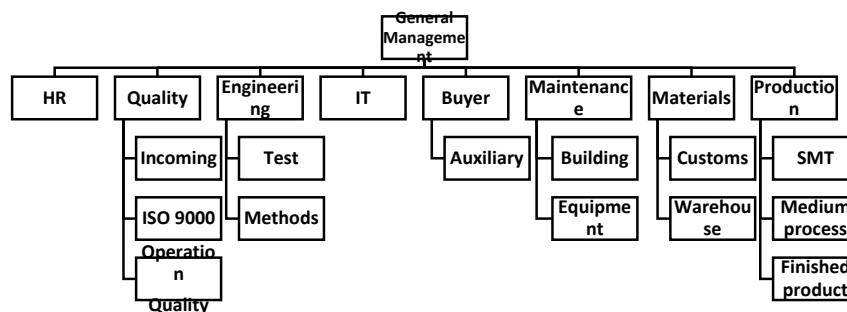 General
Manageme
nt
HR
Quality
Engineeri
ng
IT
Buyer
Maintenanc
e
Materials
Productio
n
Incoming
Test
Auxiliary
Building
Customs
SMT
ISO 9000
Methods
Equipme
nt
Warehou
se
Medium
process
Operatio
n
Quality
Finished
product